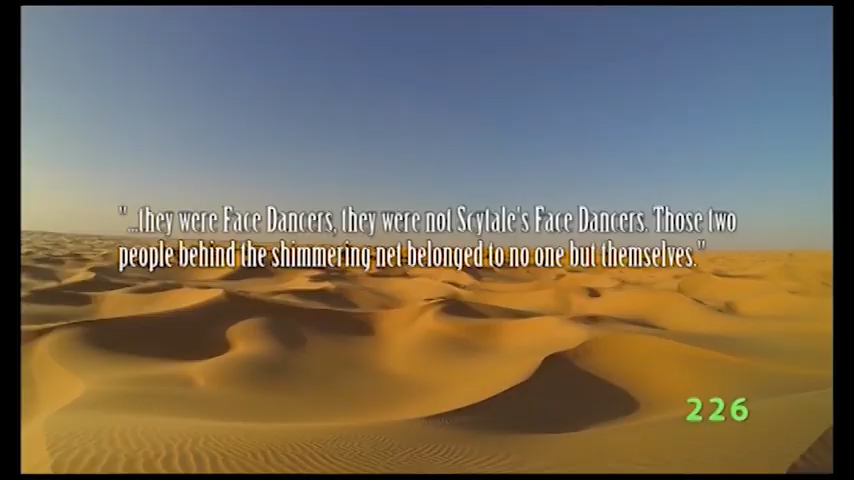 "...they were Face Dancers, they were not Scytale's Face Dancers. Those two
people behind the shimmering net belonged to no one but themselves."
226